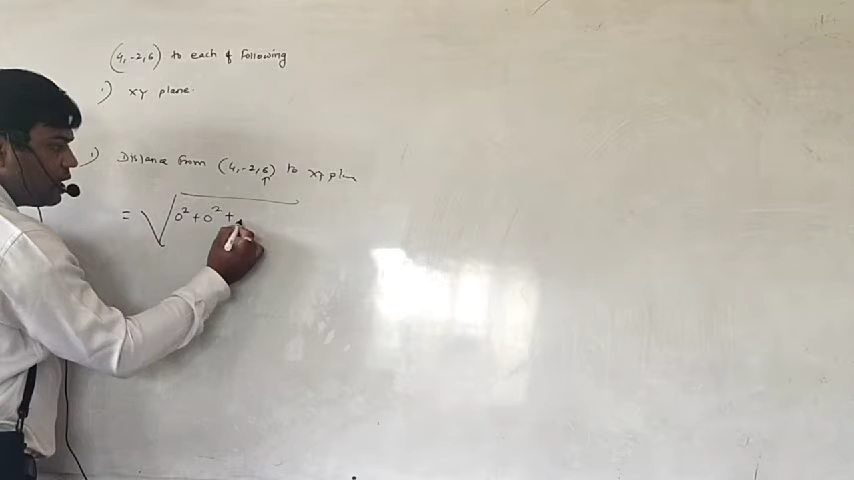 (4, -2, 6) to each of Following
i) xy plane.
i) Distance from (4, -2, 6) to xy plane
= √0² + 0² +